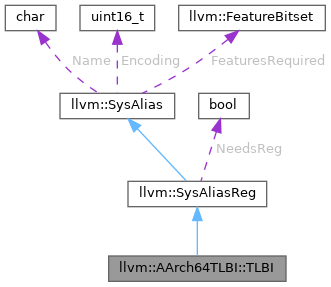 char
uint16_t
llvm::FeatureBitset
Name
Encoding
FeaturesRequired
llvm::SysAlias
bool
NeedsReg
llvm::SysAliasReg
llvm::AArch64TLBI::TLBI